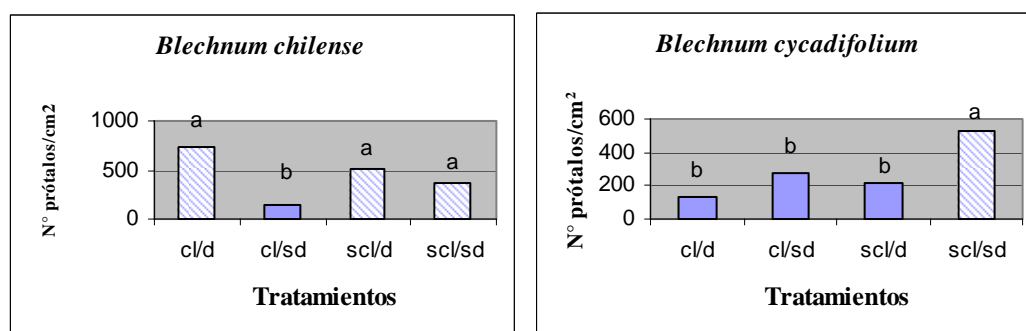 Blechnum chilense
N° prótalos/cm2
1000
500
0
a
b
a
a
cl/d
cl/sd
scl/d
scl/sd
Tratamientos
Blechnum cycadifolium
N° prótalos/cm²
600
400
200
0
b
b
b
a
cl/d
cl/sd
scl/d
scl/sd
Tratamientos